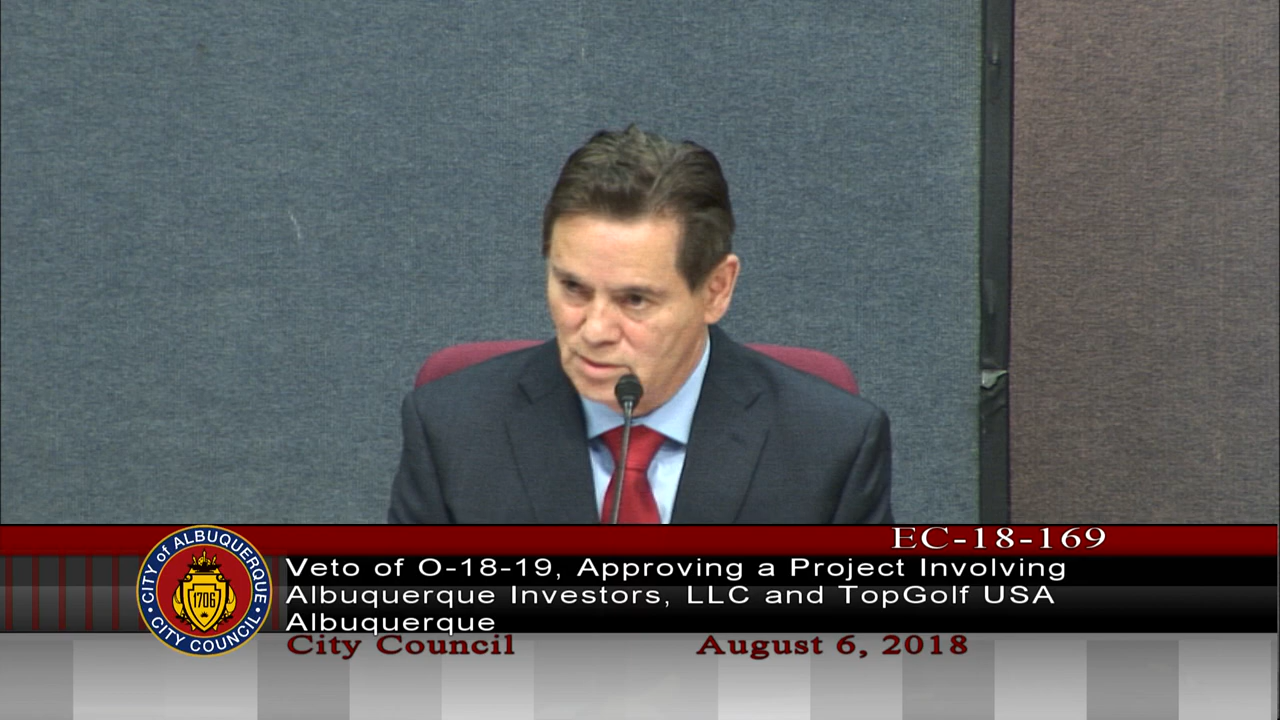 EC-18-169
Veto of O-18-19, Approving a Project Involving
Albuquerque Investors, LLC and TopGolf USA
Albuquerque
CITY of ALBUQUERQUE
1706
CITY COUNCIL
City Council August 6, 2018